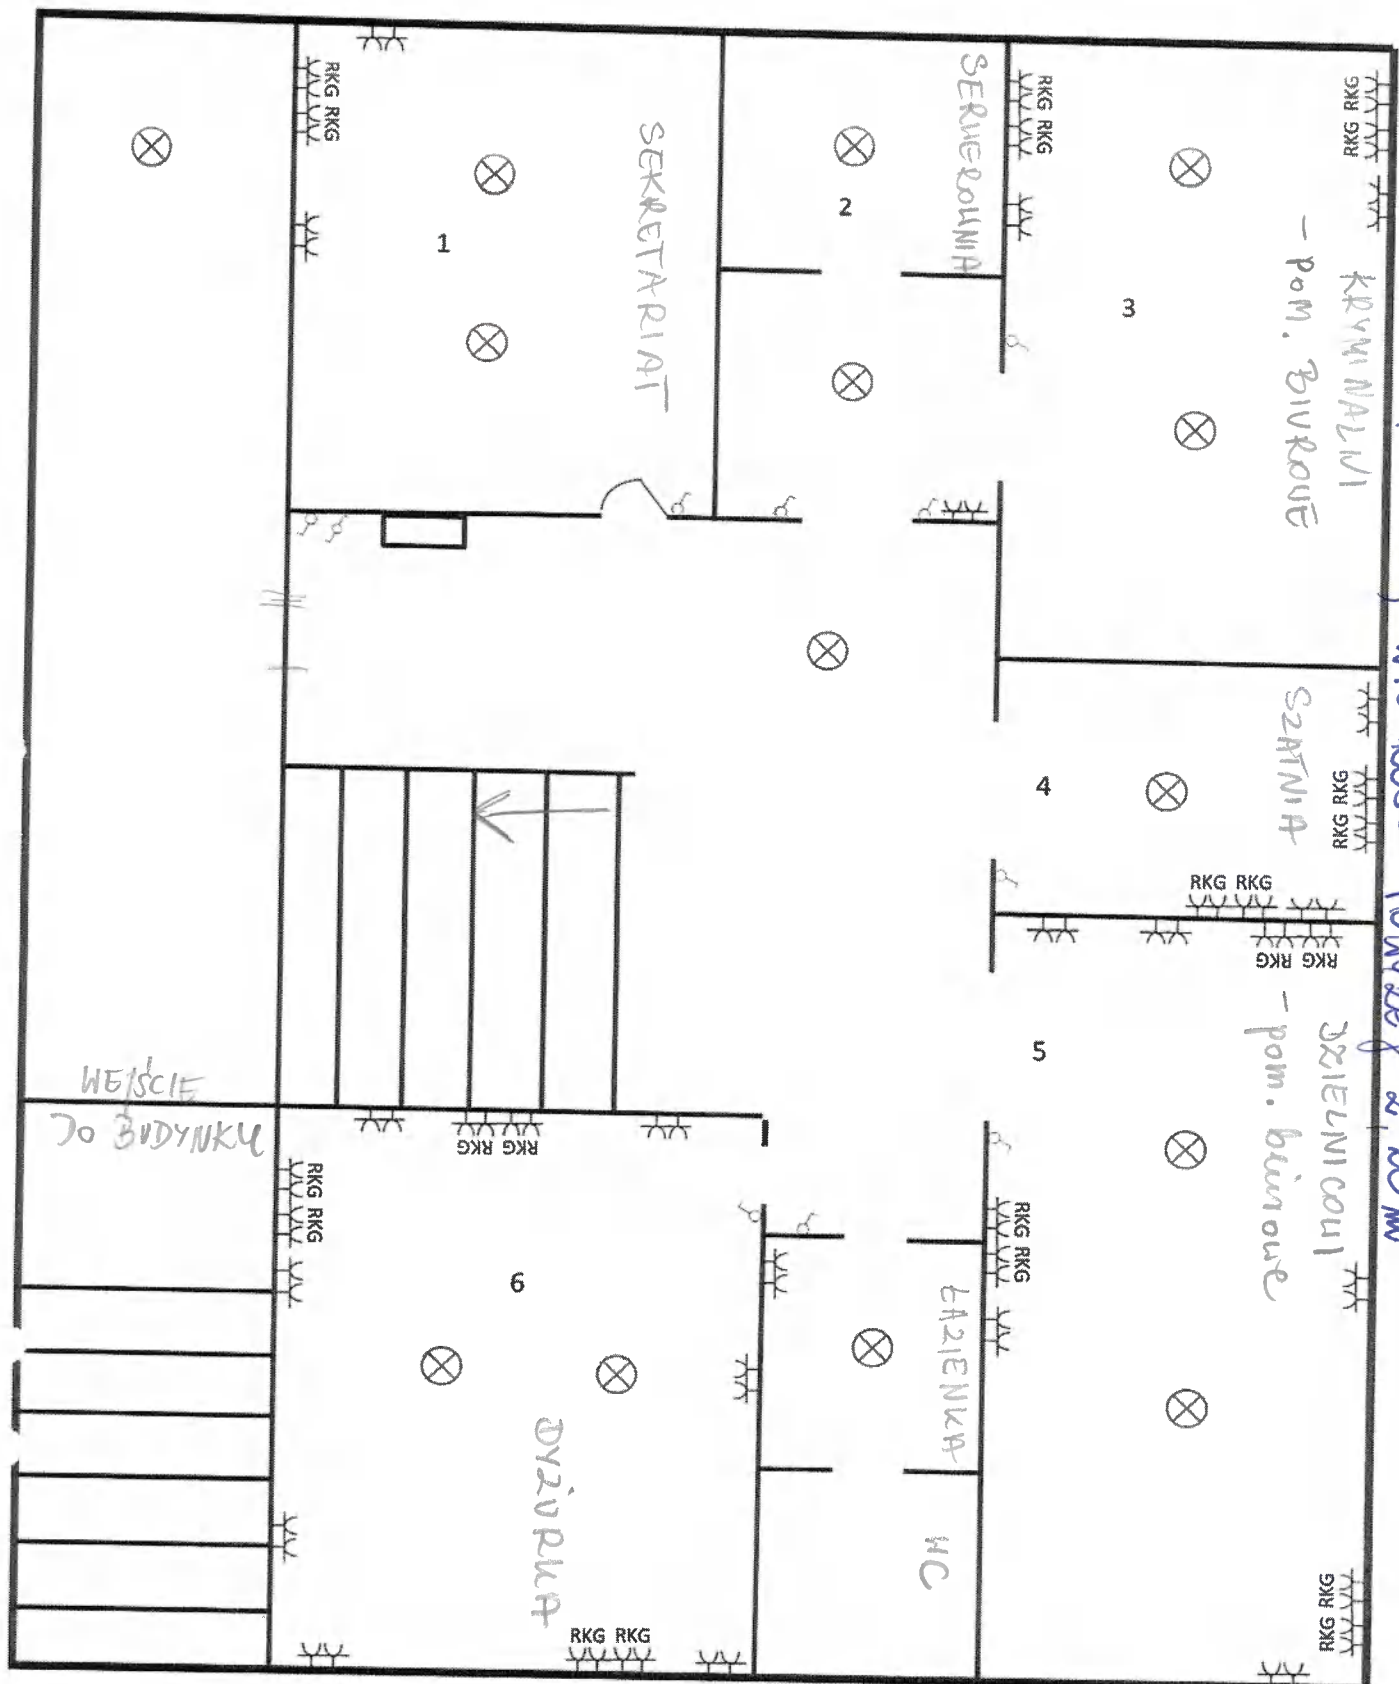 RKG RKG
1
SEKRETARIAT
2
SERWEROWNIA
RKG RKG
3
KRYMINALNI
- pom. BIUROWE
RKG RKG
4
SZATNIA
RKG RKG
RKG RKG
RKG RKG
5
DZIELNICOWI
- pom. biurowe
RKG RKG
RKG RKG
WEJŚCIE
DO BUDYNKU
RKG RKG
RKG RKG
6
DYŻURKA
RKG RKG
ŁAZIENKA
WC